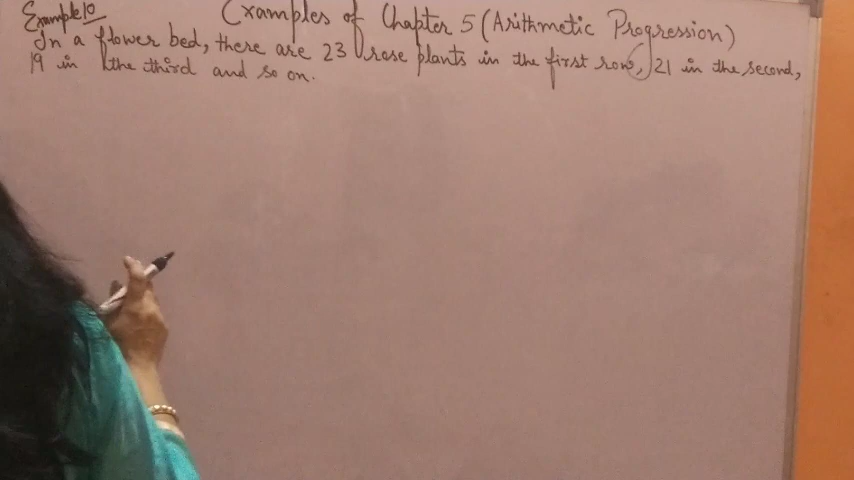 Examples of Chapter 5 (Arithmetic Progression)
Example 10
In a flower bed, there are 23 rose plants in the first row, 21 in the second,
19 in the third and so on.